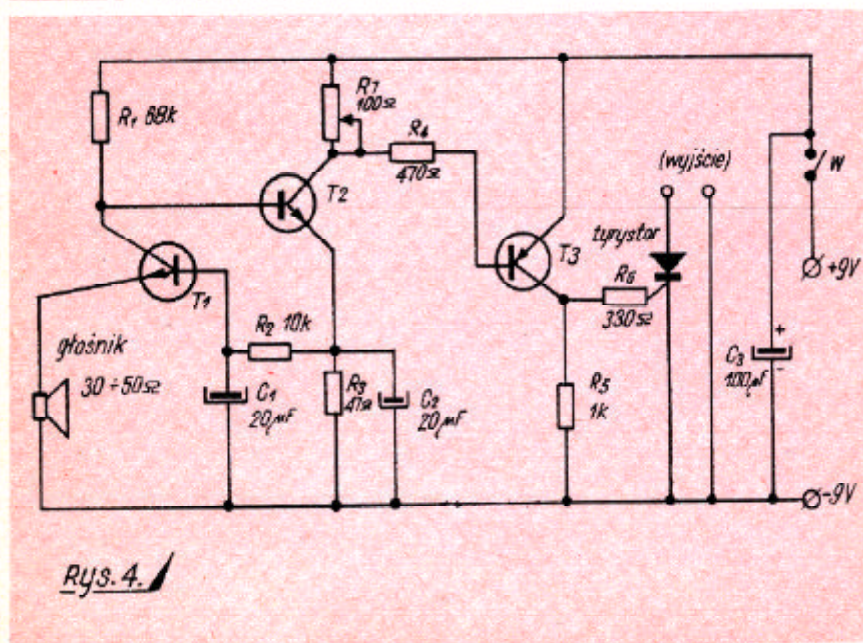 R1 68k
R7
100Ω
R4
470Ω
T2
T1
T3
(wyjście)
W
+9V
tyrystor
R6
330Ω
głośnik
30÷50Ω
R2 10k
C1
20μF
R3
47Ω
C2
20μF
R5
1k
+
C3
100μF
-
-9V
Rys. 4.